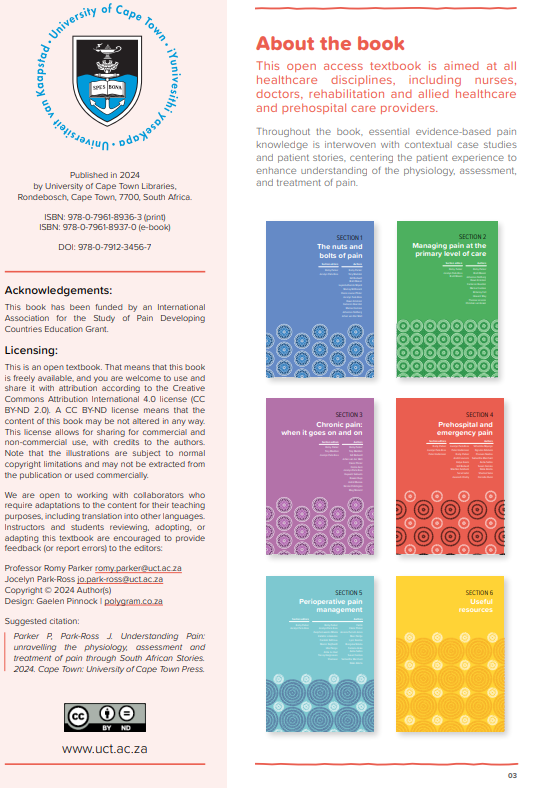 University of Cape Town · iYunivesithi yaseKapa · Universiteit van Kaapstad ·
SPES BONA
Published in 2024
by University of Cape Town Libraries,
Rondebosch, Cape Town, 7700, South Africa.
ISBN: 978-0-7961-8936-3 (print)
ISBN: 978-0-7961-8937-0 (e-book)
DOI: 978-0-7912-3456-7
Acknowledgements:
This book has been funded by an International
Association for the Study of Pain Developing
Countries Education Grant.
Licensing:
This is an open textbook. That means that this book
is freely available, and you are welcome to use and
share it with attribution according to the Creative
Commons Attribution International 4.0 license (CC
BY-ND 2.0). A CC BY-ND license means that the
content of this book may not be altered in any way.
This license allows for sharing for commercial and
non-commercial use, with credits to the authors.
Note that the illustrations are subject to normal
copyright limitations and may not be extracted from
the publication or used commercially.
We are open to working with collaborators who
require adaptations to the content for their teaching
purposes, including translation into other languages.
Instructors and students reviewing, adopting, or
adapting this textbook are encouraged to provide
feedback (or report errors) to the editors:
Professor Romy Parker romy.parker@uct.ac.za
Jocelyn Park-Ross jo.park-ross@uct.ac.za
Copyright © 2024 Author(s)
Design: Gaelen Pinnock | polygram.co.za
Suggested citation:
Parker P, Park-Ross J. Understanding Pain:
unravelling the physiology, assessment and
treatment of pain through South African Stories.
2024. Cape Town: University of Cape Town Press.
cc
BY ND
www.uct.ac.za
About the book
This open access textbook is aimed at all
healthcare disciplines, including nurses,
doctors, rehabilitation and allied healthcare
and prehospital care providers.
Throughout the book, essential evidence-based pain
knowledge is interwoven with contextual case studies
and patient stories, centering the patient experience to
enhance understanding of the physiology, assessment,
and treatment of pain.
SECTION 1
The nuts and
bolts of pain
SECTION 2
Managing pain at the
primary level of care
SECTION 3
Chronic pain:
when it goes on and on
SECTION 4
Prehospital and
emergency pain
SECTION 5
Perioperative pain
management
SECTION 6
Useful
resources
03